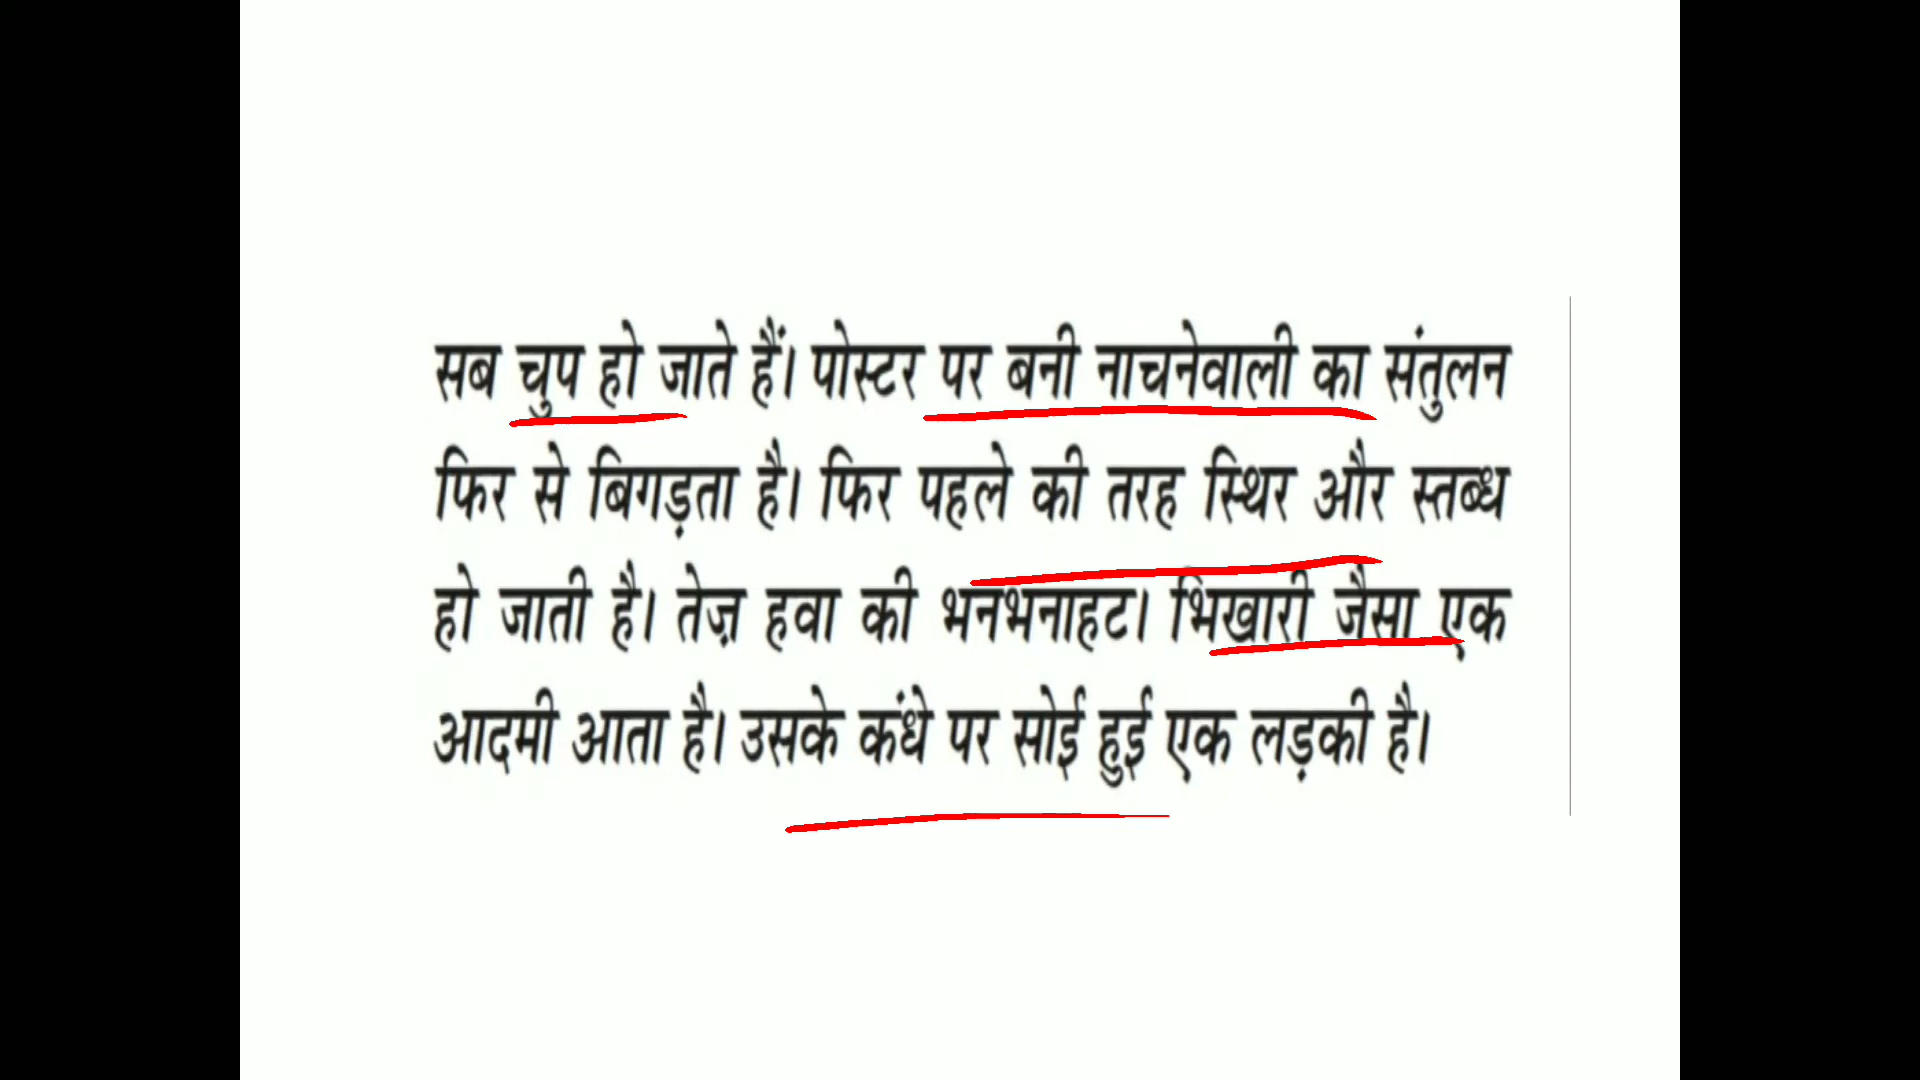 सब चुप हो जाते हैं। पोस्टर पर बनी नाचनेवाली का संतुलन
फिर से बिगड़ता है। फिर पहले की तरह स्थिर और स्तब्ध
हो जाती है। तेज़ हवा की भनभनाहट। भिखारी जैसा एक
आदमी आता है। उसके कंधे पर सोई हुई एक लड़की है।